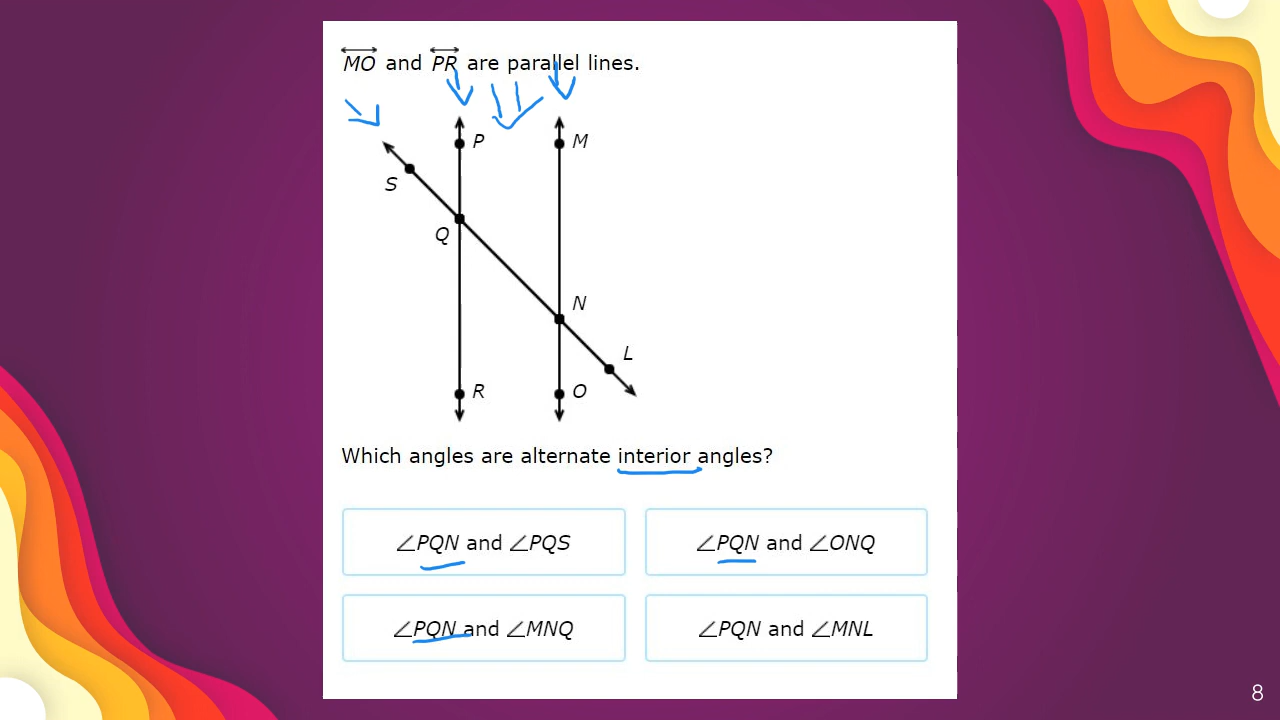 MO and PR are parallel lines.
P
M
S
Q
N
L
R
O
Which angles are alternate interior angles?
∠PQN and ∠PQS
∠PQN and ∠ONQ
∠PQN and ∠MNQ
∠PQN and ∠MNL
8